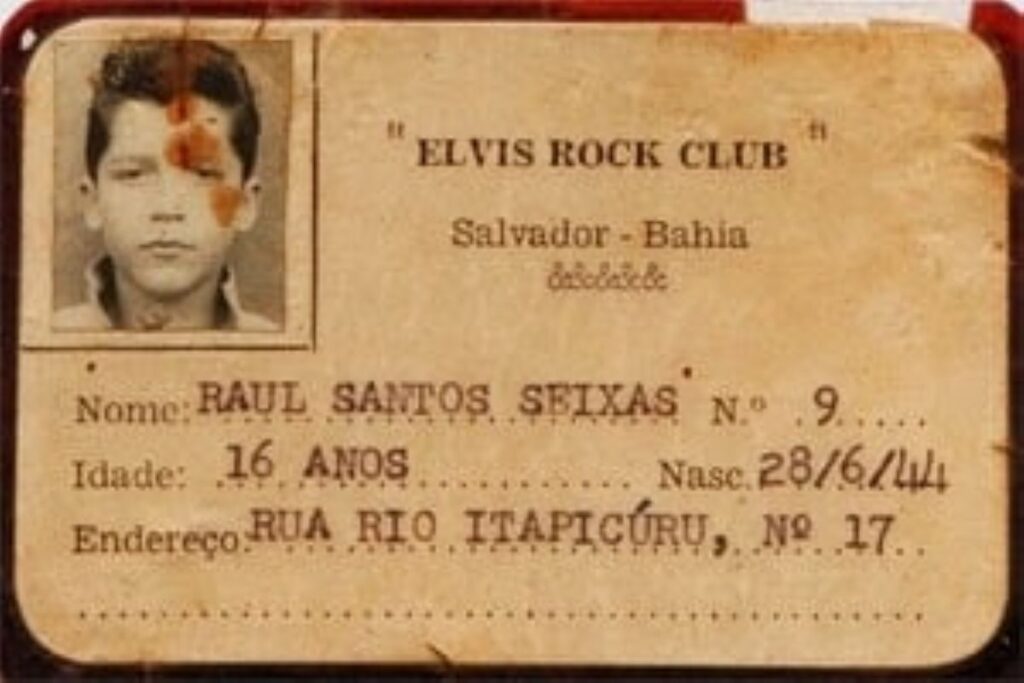 " ELVIS ROCK CLUB "
Salvador - Bahia
Nome: RAUL SANTOS SEIXAS N.º 9
Idade: 16 ANOS Nasc. 28/6/44
Endereço. RUA RIO ITAPICÚRU, Nº 17